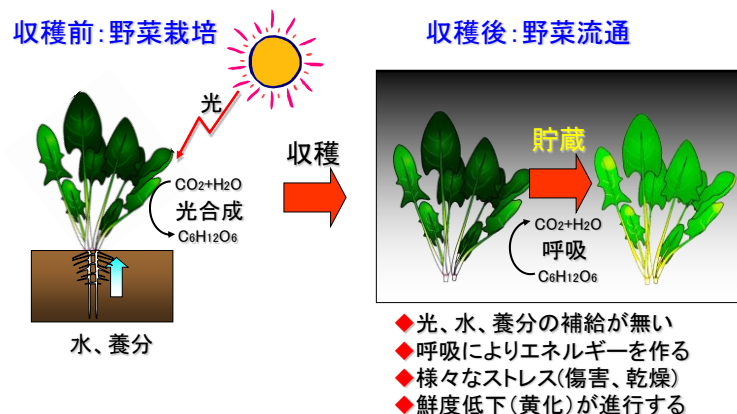 収穫前:野菜栽培
光
CO2+H2O
光合成
C6H12O6
水、養分
収穫
収穫後:野菜流通
貯蔵
CO2+H2O
呼吸
C6H12O6
◆光、水、養分の補給が無い
◆呼吸によりエネルギーを作る
◆様々なストレス(傷害、乾燥)
◆鮮度低下(黄化)が進行する